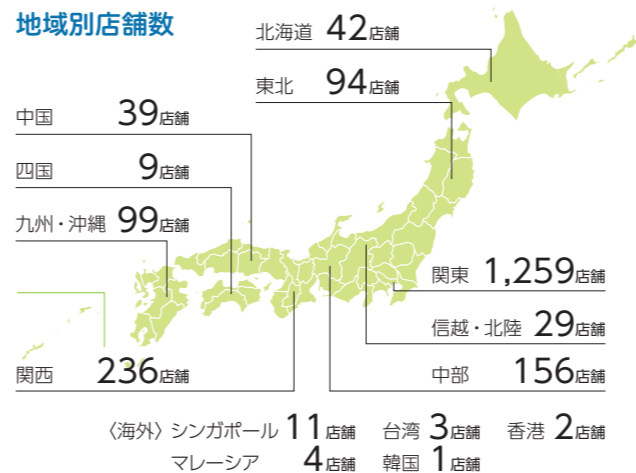 地域別店舗数
北海道 42店舗
東北 94店舗
中国 39店舗
四国 9店舗
九州・沖縄 99店舗
関東 1,259店舗
信越・北陸 29店舗
関西 236店舗
中部 156店舗
〈海外〉シンガポール 11店舗 台湾 3店舗 香港 2店舗
マレーシア 4店舗 韓国 1店舗